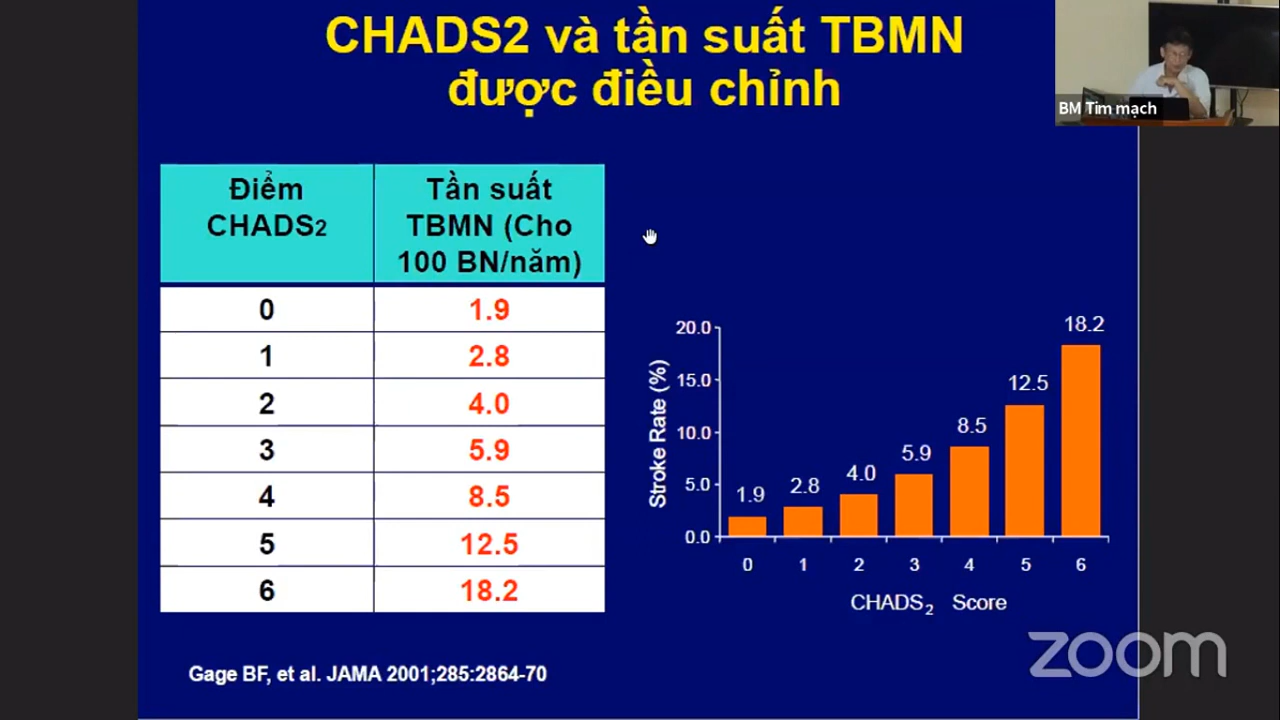 CHADS2 và tần suất TBMN
được điều chỉnh
BM Tim mạch
Điểm
CHADS2
Tần suất
TBMN (Cho
100 BN/năm)
0 1.9
1 2.8
2 4.0
3 5.9
4 8.5
5 12.5
6 18.2
Stroke Rate (%)
20.0
15.0
10.0
5.0
0.0
1.9
2.8
4.0
5.9
8.5
12.5
18.2
0 1 2 3 4 5 6
CHADS2 Score
Gage BF, et al. JAMA 2001;285:2864-70
zoom